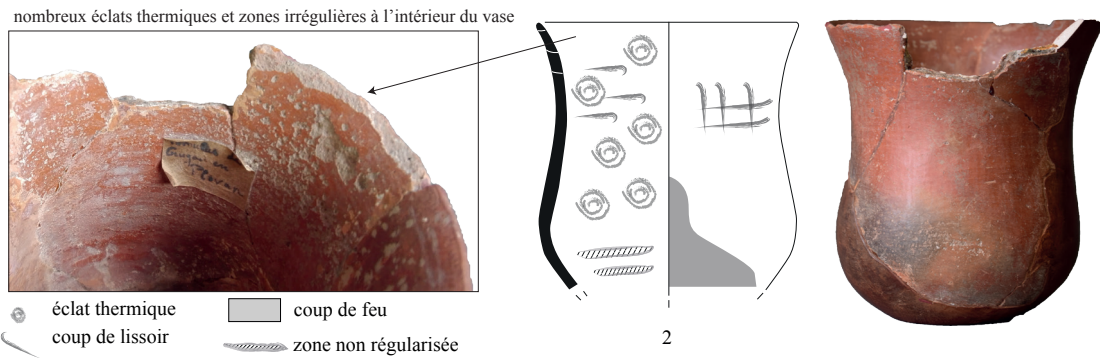 nombreux éclats thermiques et zones irrégulières à l'intérieur du vase
éclat thermique
coup de feu
coup de lissoir
zone non régularisée
2